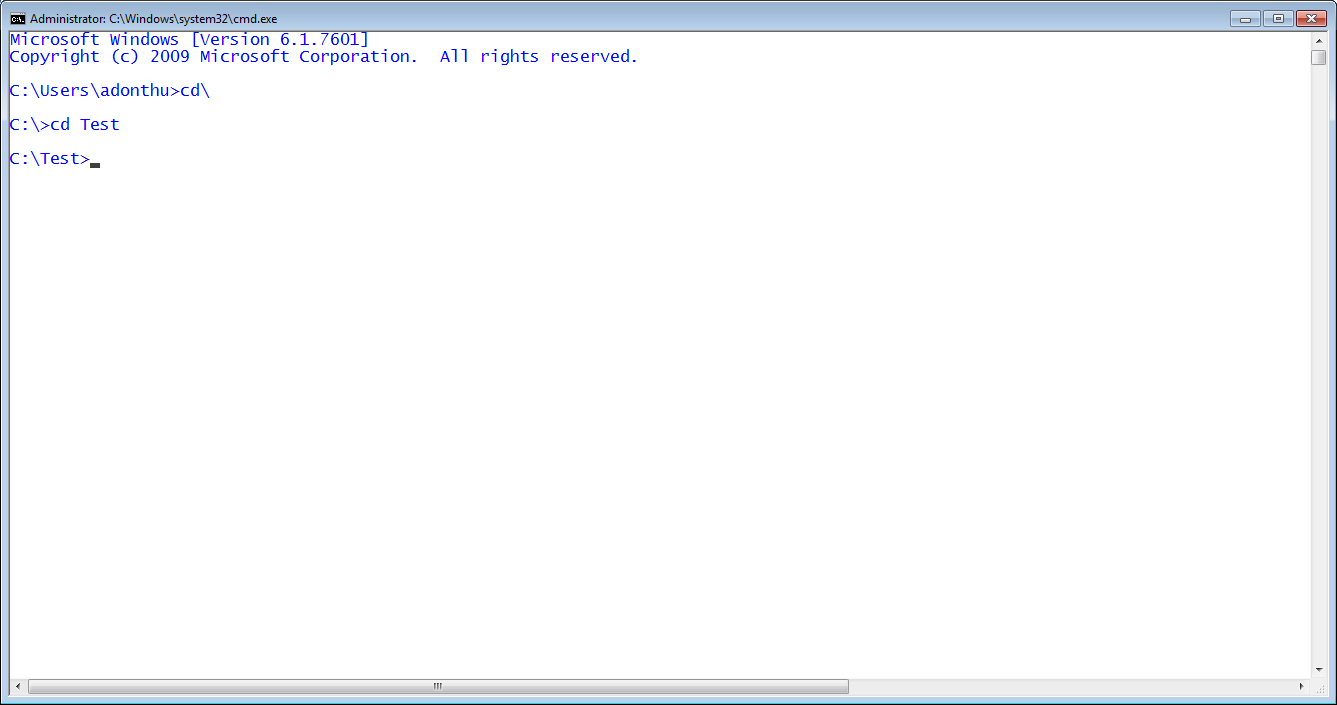 Administrator: C:\Windows\system32\cmd.exe
Microsoft Windows [Version 6.1.7601]
Copyright (c) 2009 Microsoft Corporation.  All rights reserved.
C:\Users\adonthu>cd\
C:\>cd Test
C:\Test>